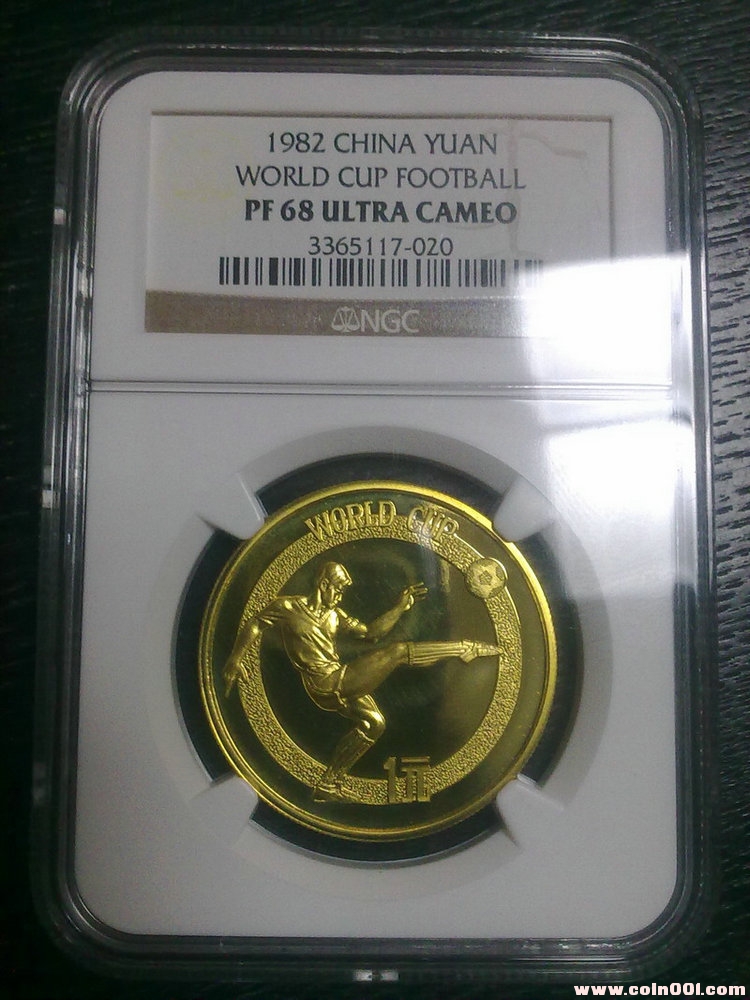 1982 CHINA YUAN
WORLD CUP FOOTBALL
PF 68 ULTRA CAMEO
3365117-020
NGC
WORLD CUP
1元
www.coin001.com